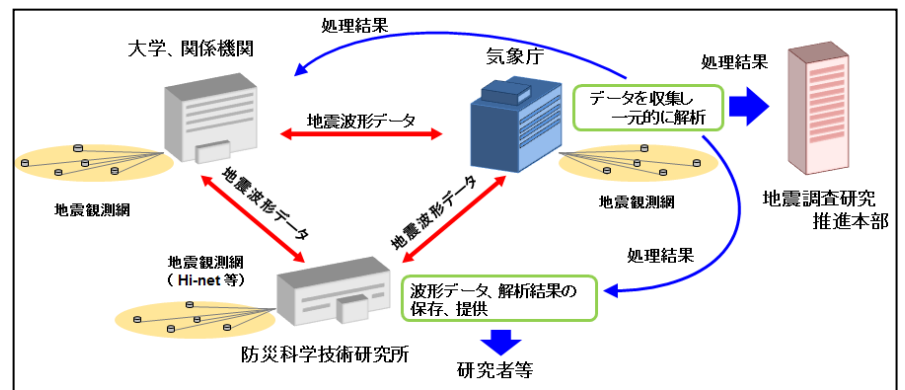 処理結果
大学、関係機関
気象庁
処理結果
データを収集し
一元的に解析
地震波形データ
地震観測網
地震波形データ
地震波形データ
地震観測網
地震調査研究
推進本部
処理結果
地震観測網
( Hi-net 等 )
波形データ、解析結果の
保存、提供
防災科学技術研究所
研究者等